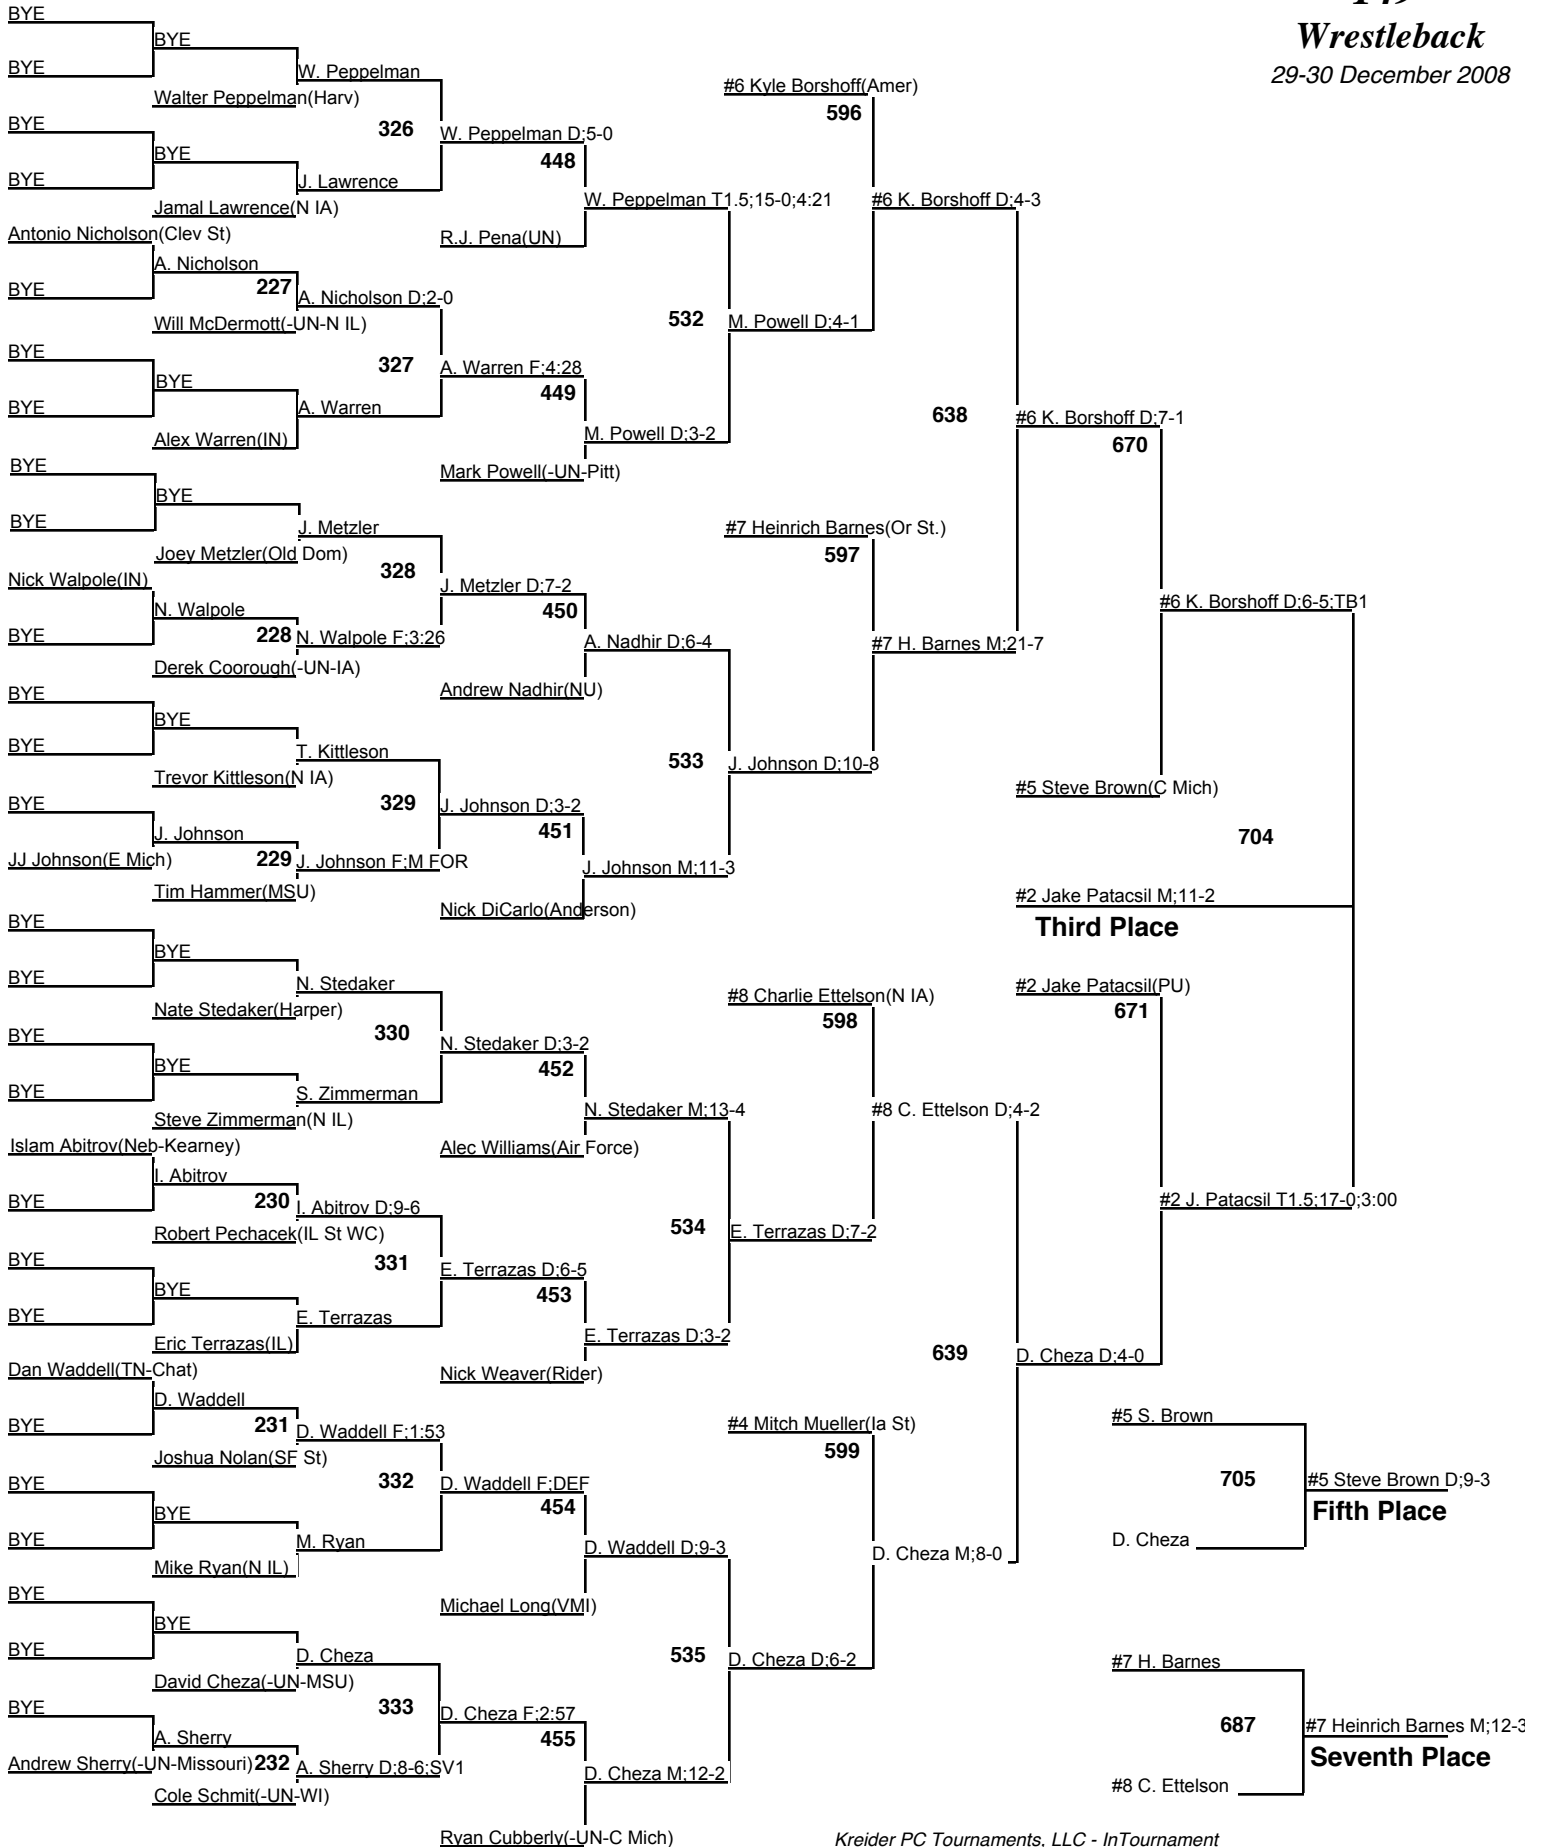 BYE
Wrestleback
29-30 December 2008
BYE
BYE
W. Peppelman
Walter Peppelman(Harv)
#6 Kyle Borshoff(Amer)
596
BYE
326
W. Peppelman D;5-0
448
BYE
BYE
J. Lawrence
Jamal Lawrence(N IA)
W. Peppelman T1.5;15-0;4:21
#6 K. Borshoff D;4-3
Antonio Nicholson(Clev St)
R.J. Pena(UN)
A. Nicholson
BYE
227
A. Nicholson D;2-0
Will McDermott(-UN-N IL)
532
M. Powell D;4-1
BYE
327
A. Warren F;4:28
449
BYE
BYE
A. Warren
Alex Warren(IN)
M. Powell D;3-2
638
#6 K. Borshoff D;7-1
670
BYE
Mark Powell(-UN-Pitt)
BYE
BYE
J. Metzler
Joey Metzler(Old Dom)
#7 Heinrich Barnes(Or St.)
597
328
Nick Walpole(IN)
J. Metzler D;7-2
450
N. Walpole
BYE
228
N. Walpole F;3:26
Derek Coorough(-UN-IA)
A. Nadhir D;6-4
#7 H. Barnes M;21-7
#6 K. Borshoff D;6-5;TB1
BYE
Andrew Nadhir(NU)
BYE
BYE
T. Kittleson
Trevor Kittleson(N IA)
533
J. Johnson D;10-8
#5 Steve Brown(C Mich)
BYE
329
J. Johnson D;3-2
451
J. Johnson
JJ Johnson(E Mich)
229
J. Johnson F;M FOR
Tim Hammer(MSU)
J. Johnson M;11-3
704
Nick DiCarlo(Anderson)
#2 Jake Patacsil M;11-2
Third Place
BYE
BYE
BYE
N. Stedaker
Nate Stedaker(Harper)
#8 Charlie Ettelson(N IA)
598
#2 Jake Patacsil(PU)
671
BYE
330
N. Stedaker D;3-2
452
BYE
BYE
S. Zimmerman
Steve Zimmerman(N IL)
N. Stedaker M;13-4
#8 C. Ettelson D;4-2
Islam Abitrov(Neb-Kearney)
Alec Williams(Air Force)
I. Abitrov
BYE
230
I. Abitrov D;9-6
Robert Pechacek(IL St WC)
534
E. Terrazas D;7-2
#2 J. Patacsil T1.5;17-0;3:00
BYE
331
E. Terrazas D;6-5
453
BYE
BYE
E. Terrazas
Eric Terrazas(IL)
E. Terrazas D;3-2
639
D. Cheza D;4-0
Dan Waddell(TN-Chat)
Nick Weaver(Rider)
D. Waddell
BYE
231
D. Waddell F;1:53
Joshua Nolan(SF St)
#4 Mitch Mueller(Ia St)
599
#5 S. Brown
BYE
332
D. Waddell F;DEF
454
705
#5 Steve Brown D;9-3
Fifth Place
BYE
BYE
M. Ryan
Mike Ryan(N IL)
D. Waddell D;9-3
D. Cheza M;8-0
D. Cheza
BYE
Michael Long(VMI)
BYE
BYE
D. Cheza
David Cheza(-UN-MSU)
535
D. Cheza D;6-2
#7 H. Barnes
BYE
333
D. Cheza F;2:57
455
687
#7 Heinrich Barnes M;12-3
Seventh Place
A. Sherry
Andrew Sherry(-UN-Missouri)
232
A. Sherry D;8-6;SV1
Cole Schmit(-UN-WI)
D. Cheza M;12-2
#8 C. Ettelson
Ryan Cubberly(-UN-C Mich)
Kreider PC Tournaments, LLC - InTournament